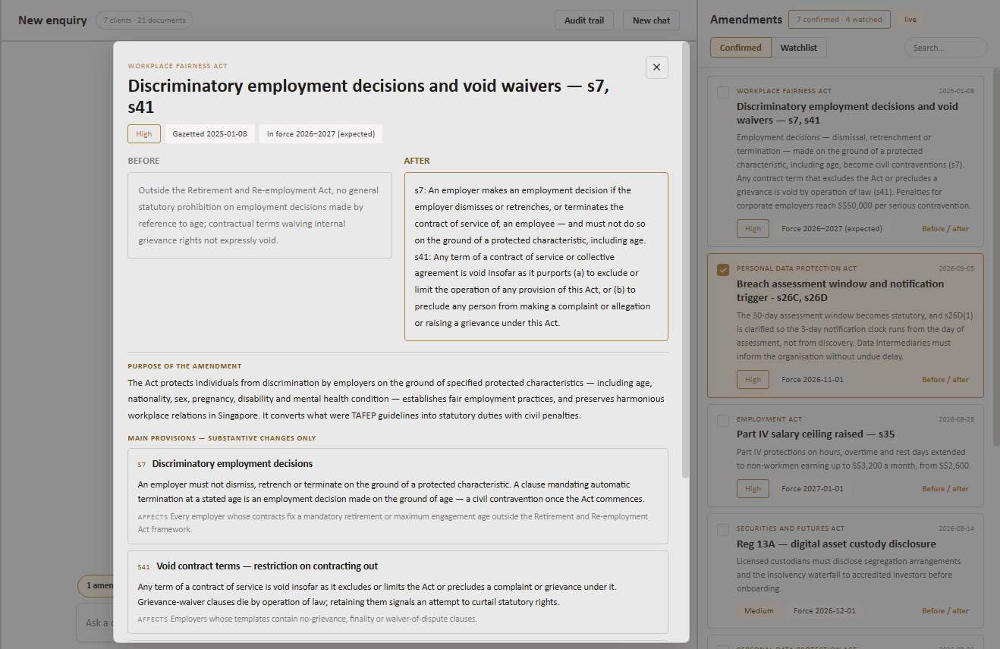 New enquiry
7 clients · 21 documents
Audit trail
New chat
WORKPLACE FAIRNESS ACT
Discriminatory employment decisions and void waivers — s7,
s41
High
Gazetted 2025-01-08
In force 2026–2027 (expected)
BEFORE
Outside the Retirement and Re-employment Act, no general
statutory prohibition on employment decisions made by
reference to age; contractual terms waiving internal
grievance rights not expressly void.
AFTER
s7: An employer makes an employment decision if the
employer dismisses or retrenches, or terminates the
contract of service of, an employee — and must not do so
on the ground of a protected characteristic, including age.
s41: Any term of a contract of service or collective
agreement is void insofar as it purports (a) to exclude or
limit the operation of any provision of this Act, or (b) to
preclude any person from making a complaint or allegation
or raising a grievance under this Act.
PURPOSE OF THE AMENDMENT
The Act protects individuals from discrimination by employers on the ground of specified protected characteristics — including age,
nationality, sex, pregnancy, disability and mental health condition — establishes fair employment practices, and preserves harmonious
workplace relations in Singapore. It converts what were TAFEP guidelines into statutory duties with civil penalties.
MAIN PROVISIONS — SUBSTANTIVE CHANGES ONLY
S7 Discriminatory employment decisions
An employer must not dismiss, retrench or terminate on the ground of a protected characteristic. A clause mandating automatic
termination at a stated age is an employment decision made on the ground of age — a civil contravention once the Act commences.
AFFECTS Every employer whose contracts fix a mandatory retirement or maximum engagement age outside the Retirement and Re-employment
Act framework.
S41 Void contract terms — restriction on contracting out
Any term of a contract of service is void insofar as it excludes or limits the Act or precludes a complaint or grievance under it.
Grievance-waiver clauses die by operation of law; retaining them signals an attempt to curtail statutory rights.
AFFECTS Employers whose templates contain no-grievance, finality or waiver-of-dispute clauses.
1 amen
Ask a
Amendments
7 confirmed · 4 watched
live
Confirmed
Watchlist
Search...
WORKPLACE FAIRNESS ACT
2025-01-08
Discriminatory employment decisions and void
waivers — s7, s41
Employment decisions — dismissal, retrenchment or
termination — made on the ground of a protected
characteristic, including age, become civil contraventions (s7).
Any contract term that excludes the Act or precludes a
grievance is void by operation of law (s41). Penalties for
corporate employers reach S$50,000 per serious contravention.
High
Force 2026–2027 (expected)
Before / after
PERSONAL DATA PROTECTION ACT
2026-09-05
Breach assessment window and notification
trigger - s26C, s26D
The 30-day assessment window becomes statutory, and s26D(1)
is clarified so the 3-day notification clock runs from the day of
assessment, not from discovery. Data intermediaries must
inform the organisation without undue delay.
High
Force 2026-11-01
Before / after
EMPLOYMENT ACT
2026-08-28
Part IV salary ceiling raised — s35
Part IV protections on hours, overtime and rest days extended
to non-workmen earning up to S$3,200 a month, from S$2,600.
High
Force 2027-01-01
Before / after
SECURITIES AND FUTURES ACT
2026-08-14
Reg 13A — digital asset custody disclosure
Licensed custodians must disclose segregation arrangements
and the insolvency waterfall to accredited investors before
onboarding.
Medium
Force 2026-12-01
Before / after